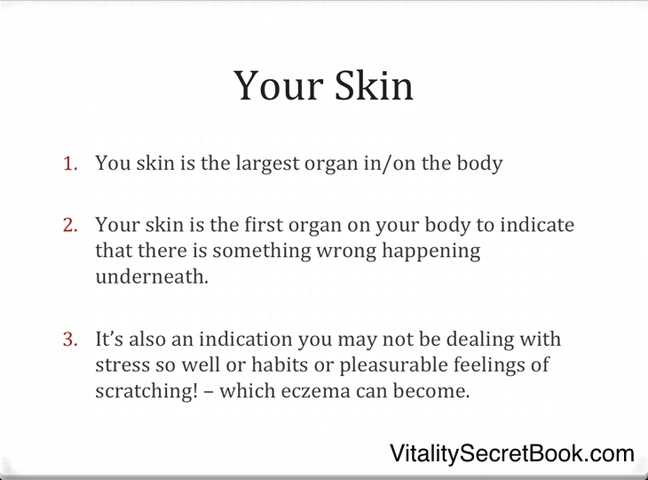 Your Skin
1. You skin is the largest organ in/on the body
2. Your skin is the first organ on your body to indicate
that there is something wrong happening
underneath.
3. It’s also an indication you may not be dealing with
stress so well or habits or pleasurable feelings of
scratching! – which eczema can become.
VitalitySecretBook.com